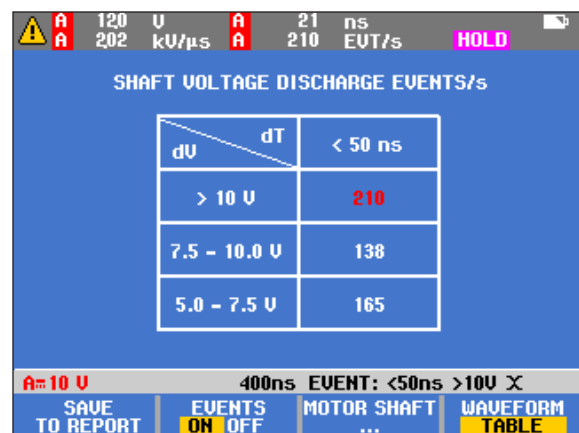 A 12.0 V A 21 ns
A 202 kV/µs A 210 EVT/s HOLD
SHAFT VOLTAGE DISCHARGE EVENTS/s
dV dT < 50 ns
> 10 V 210
7.5 - 10.0 V 138
5.0 - 7.5 V 165
A 10 V 400ns EVENT: <50ns >10V
SAVE TO REPORT EVENTS ON OFF MOTOR SHAFT ... WAVEFORM TABLE